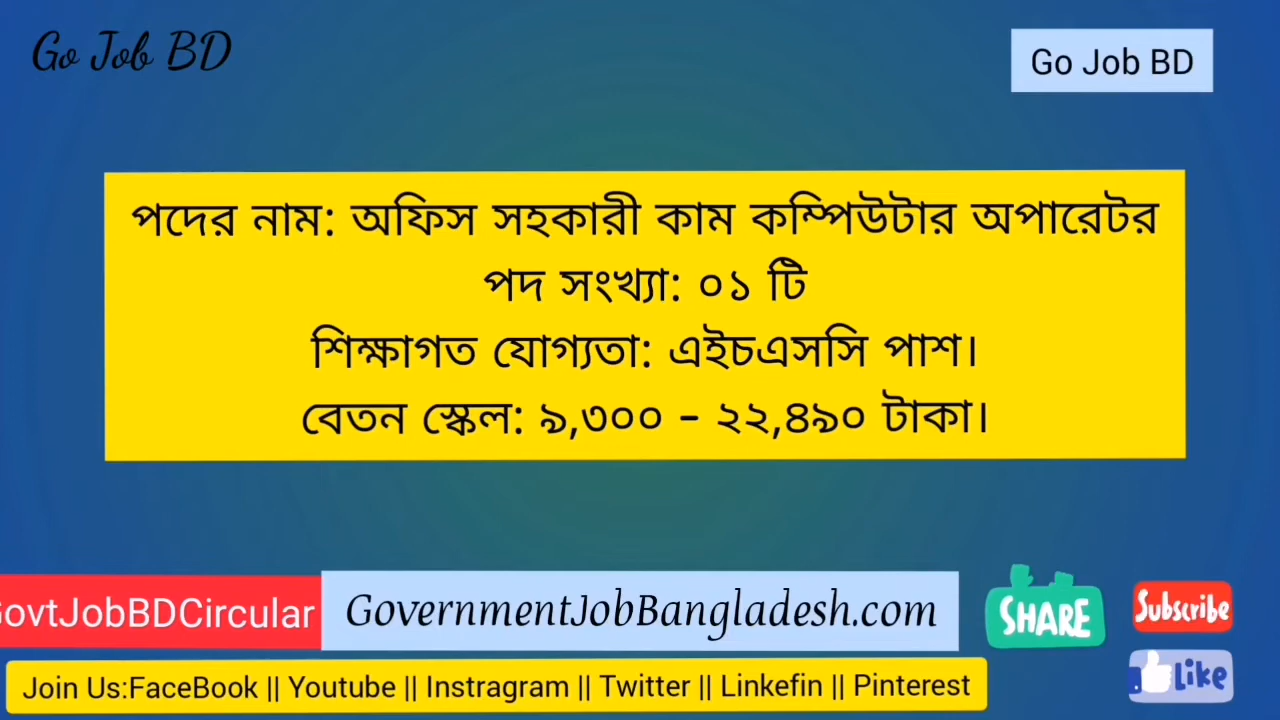 Go Job BD
Go Job BD
পদের নাম: অফিস সহকারী কাম কম্পিউটার অপারেটর
পদ সংখ্যা: ০১ টি
শিক্ষাগত যোগ্যতা: এইচএসসি পাশ।
বেতন স্কেল: ৯,৩০০ - ২২,৪৯০ টাকা।
ovtJobBDCircular
GovernmentJobBangladesh.com
SHARE
Subscribe
Like
Join Us:FaceBook || Youtube || Instragram || Twitter || Linkefin || Pinterest